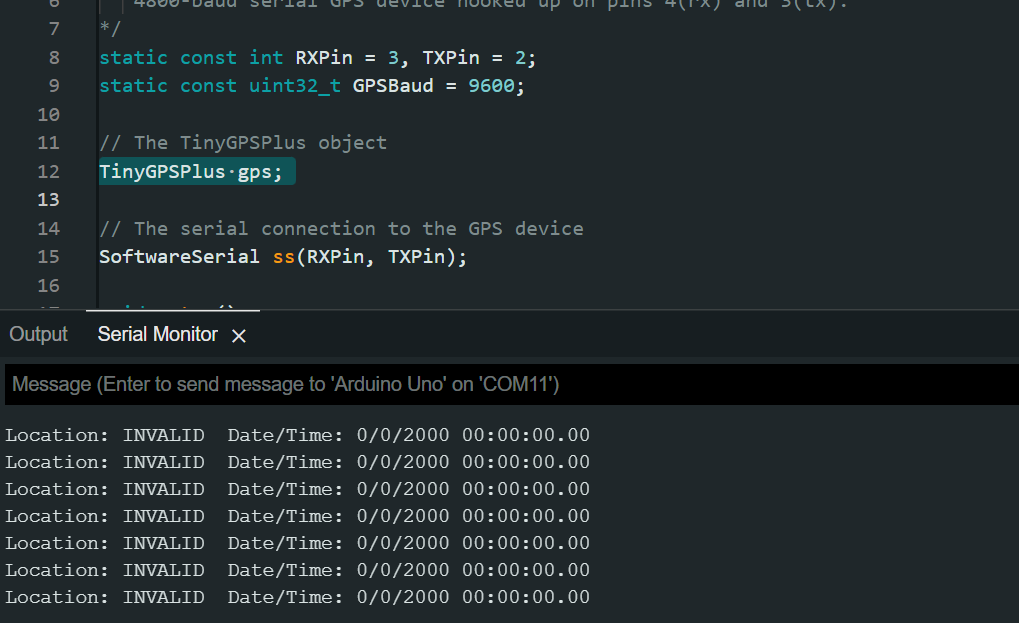 6 4800-baud serial GPS device hooked up on pins 4(rx) and 3(tx).
7 */
8 static const int RXPin = 3, TXPin = 2;
9 static const uint32_t GPSBaud = 9600;
10
11 // The TinyGPSPlus object
12 TinyGPSPlus·gps;
13
14 // The serial connection to the GPS device
15 SoftwareSerial ss(RXPin, TXPin);
16
Output Serial Monitor ×
Message (Enter to send message to 'Arduino Uno' on 'COM11')
Location: INVALID  Date/Time: 0/0/2000 00:00:00.00
Location: INVALID  Date/Time: 0/0/2000 00:00:00.00
Location: INVALID  Date/Time: 0/0/2000 00:00:00.00
Location: INVALID  Date/Time: 0/0/2000 00:00:00.00
Location: INVALID  Date/Time: 0/0/2000 00:00:00.00
Location: INVALID  Date/Time: 0/0/2000 00:00:00.00
Location: INVALID  Date/Time: 0/0/2000 00:00:00.00